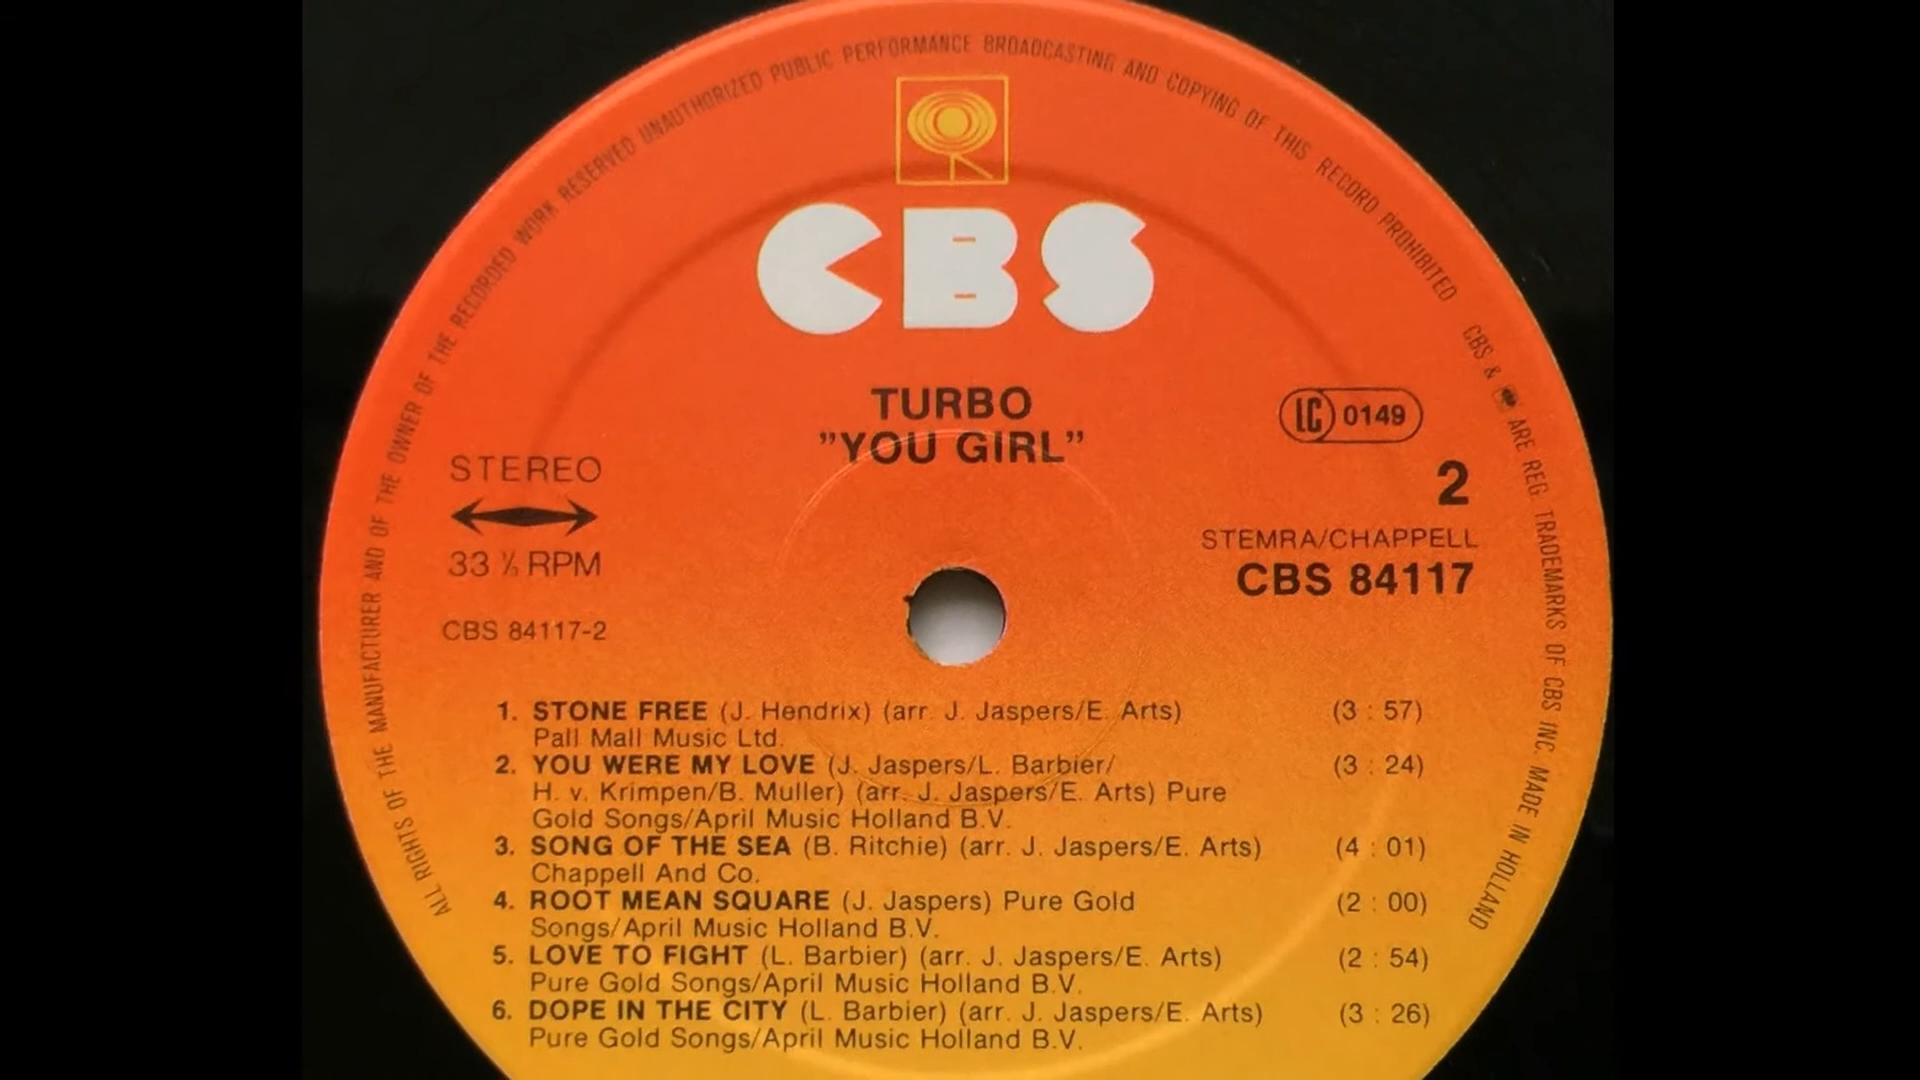 ALL RIGHTS OF THE MANUFACTURER AND OF THE OWNER OF THE RECORDED WORK RESERVED UNAUTHORIZED PUBLIC PERFORMANCE BROADCASTING AND COPYING OF THIS RECORD PROHIBITED
CBS & ARE REG. TRADEMARKS OF CBS INC. MADE IN HOLLAND
CBS
TURBO
"YOU GIRL"
LC 0149
STEREO
2
33 ⅓ RPM
STEMRA/CHAPPELL
CBS 84117
CBS 84117-2
1. STONE FREE (J. Hendrix) (arr. J. Jaspers/E. Arts) (3 : 57)
Pall Mall Music Ltd.
2. YOU WERE MY LOVE (J. Jaspers/L. Barbier/ (3 : 24)
H. v. Krimpen/B. Muller) (arr. J. Jaspers/E. Arts) Pure
Gold Songs/April Music Holland B.V.
3. SONG OF THE SEA (B. Ritchie) (arr. J. Jaspers/E. Arts) (4 : 01)
Chappell And Co.
4. ROOT MEAN SQUARE (J. Jaspers) Pure Gold (2 : 00)
Songs/April Music Holland B.V.
5. LOVE TO FIGHT (L. Barbier) (arr. J. Jaspers/E. Arts) (2 : 54)
Pure Gold Songs/April Music Holland B.V.
6. DOPE IN THE CITY (L. Barbier) (arr. J. Jaspers/E. Arts) (3 : 26)
Pure Gold Songs/April Music Holland B.V.